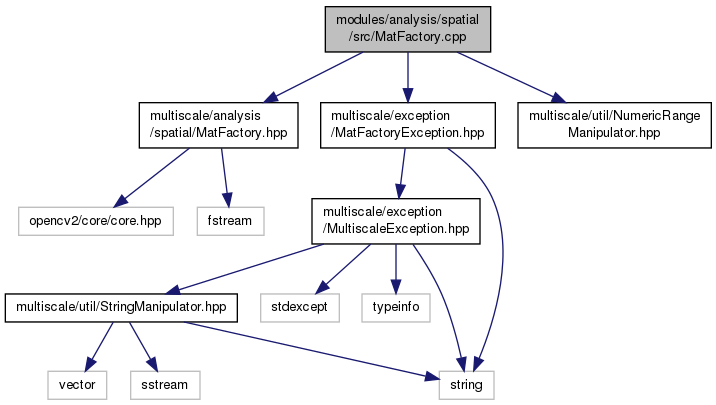 modules/analysis/spatial
/src/MatFactory.cpp
multiscale/analysis
/spatial/MatFactory.hpp
multiscale/exception
/MatFactoryException.hpp
multiscale/util/NumericRange
Manipulator.hpp
opencv2/core/core.hpp
fstream
multiscale/exception
/MultiscaleException.hpp
multiscale/util/StringManipulator.hpp
stdexcept
typeinfo
vector
sstream
string